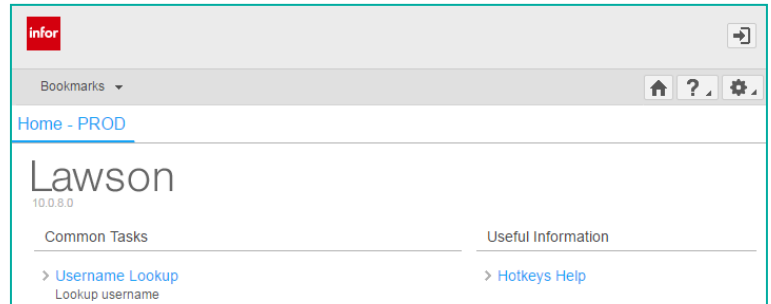 infor
Bookmarks
?
Home - PROD
Lawson
10.0.8.0
Common Tasks
Useful Information
> Username Lookup
> Hotkeys Help
Lookup username